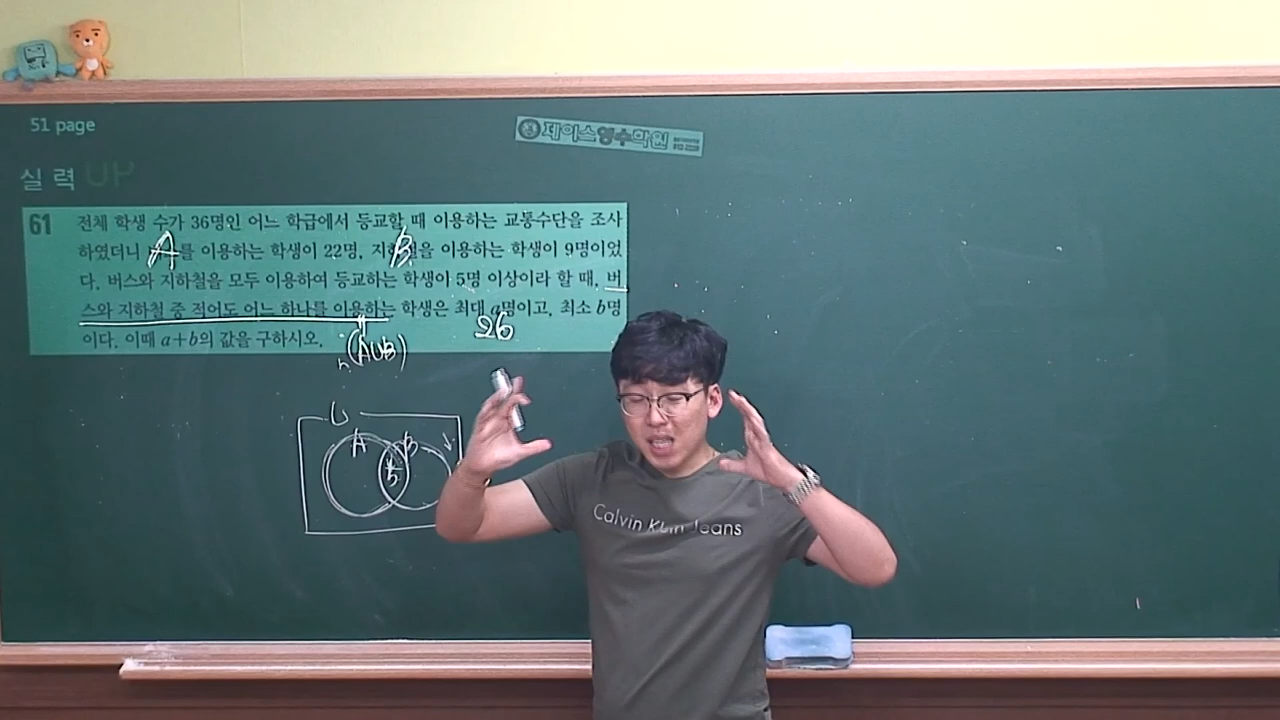 51 page
제이스영수학원
실력 UP
61 전체 학생 수가 36명인 어느 학급에서 등교할 때 이용하는 교통수단을 조사
하였더니 A를 이용하는 학생이 22명, 지B을 이용하는 학생이 9명이었
다. 버스와 지하철을 모두 이용하여 등교하는 학생이 5명 이상이라 할 때, 버
스와 지하철 중 적어도 어느 하나를 이용하는 학생은 최대 a명이고, 최소 b명
26
이다. 이때 a+b의 값을 구하시오.
n(A∪B)
U
A B
5
Calvin Klein Jeans